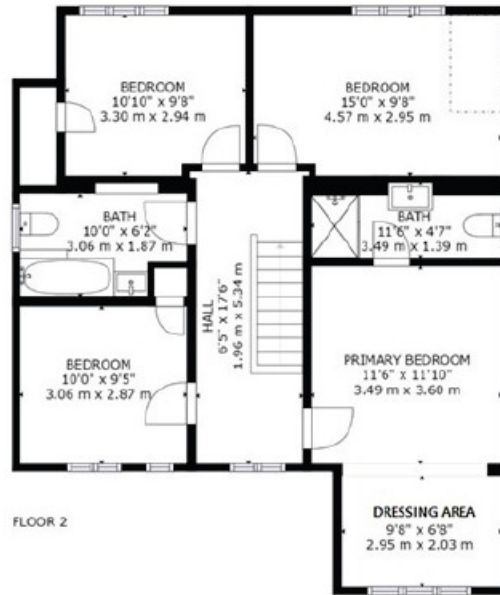 BEDROOM
10'10" x 9'8"
3.30 m x 2.94 m
BEDROOM
15'0" x 9'8"
4.57 m x 2.95 m
BATH
10'0" x 6'2"
3.06 m x 1.87 m
BATH
11'6" x 4'7"
3.49 m x 1.39 m
HALL
6'5" x 17'6"
1.96 m x 5.34 m
BEDROOM
10'0" x 9'5"
3.06 m x 2.87 m
PRIMARY BEDROOM
11'6" x 11'10"
3.49 m x 3.60 m
DRESSING AREA
9'8" x 6'8"
2.95 m x 2.03 m
FLOOR 2